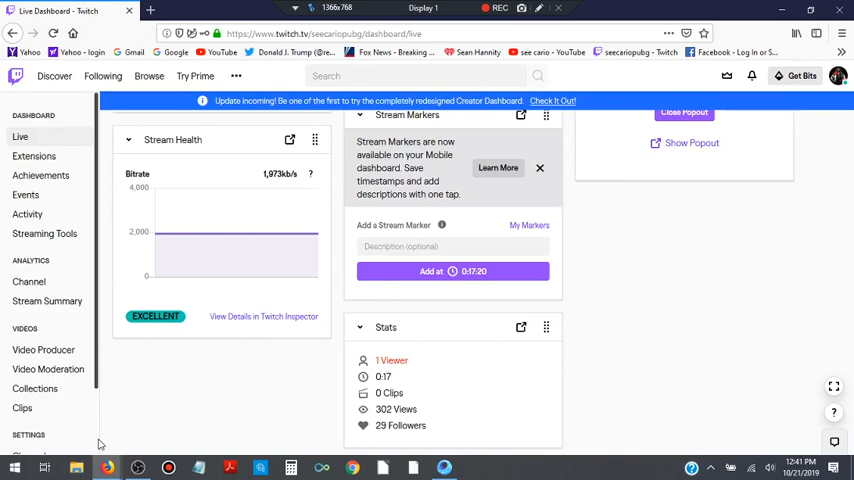 Live Dashboard - Twitch
1366x768
Display 1
REC
https://www.twitch.tv/seecariopubg/dashboard/live
Yahoo
Yahoo - login
Gmail
Google
YouTube
Donald J. Trump (@re...
Fox News - Breaking ...
Sean Hannity
see cario - YouTube
seecariopubg - Twitch
Facebook - Log In or S...
Discover
Following
Browse
Try Prime
Search
Get Bits
Update incoming! Be one of the first to try the completely redesigned Creator Dashboard. Check It Out!
DASHBOARD
Live
Extensions
Achievements
Events
Activity
Streaming Tools
ANALYTICS
Channel
Stream Summary
VIDEOS
Video Producer
Video Moderation
Collections
Clips
SETTINGS
Stream Health
Bitrate
1,973kb/s
?
4,000
2,000
0
EXCELLENT
View Details in Twitch Inspector
Stream Markers
Stream Markers are now
available on your Mobile
dashboard. Save
timestamps and add
descriptions with one tap.
Learn More
Add a Stream Marker
My Markers
Description (optional)
Add at 0:17:20
Stats
1 Viewer
0:17
0 Clips
302 Views
29 Followers
Close Popout
Show Popout
?
12:41 PM
10/21/2019